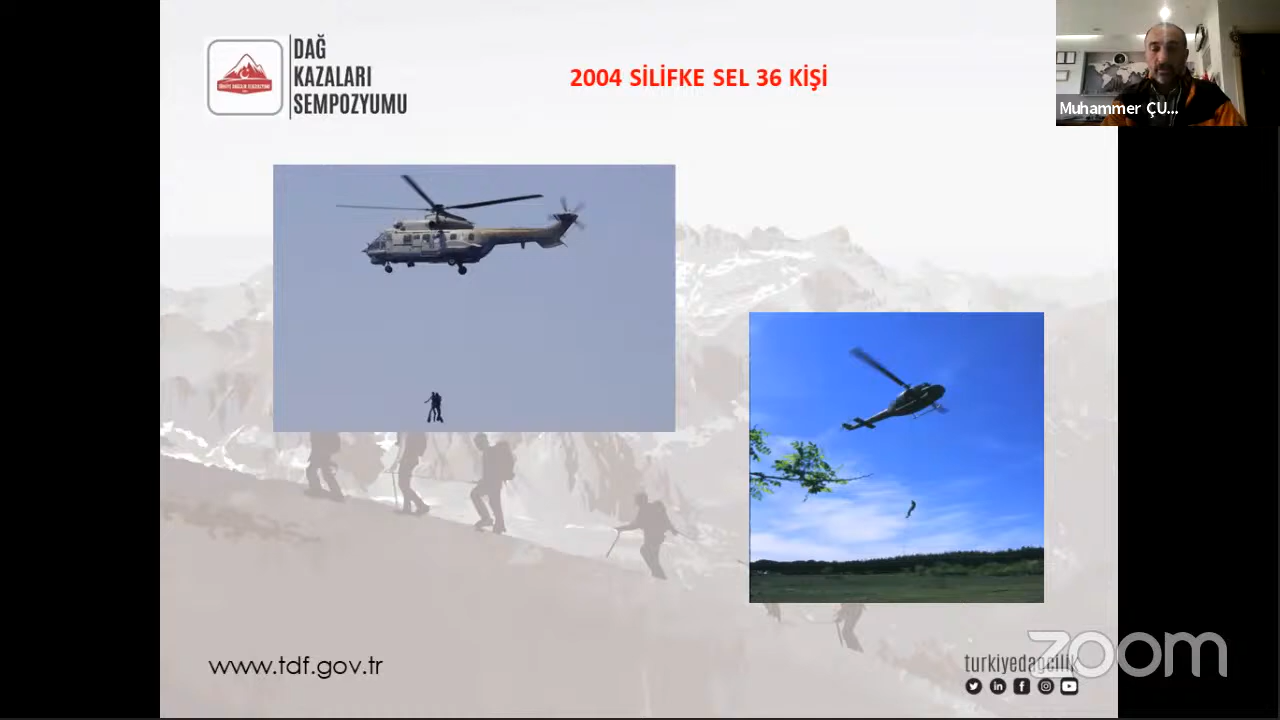 DAĞ
KAZALARI
SEMPOZYUMU
2004 SİLİFKE SEL 36 KİŞİ
Muhammer ÇU...
www.tdf.gov.tr
turkiyedagcilik
zoom